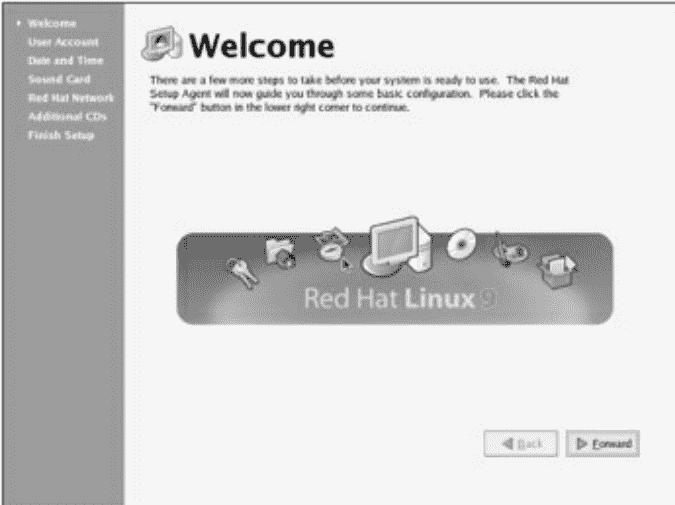 Welcome
User Account
Date and Time
Sound Card
Red Hat Network
Additional CDs
Finish Setup
Welcome
There are a few more steps to take before your system is ready to use. The Red Hat
Setup Agent will now guide you through some basic configuration. Please click the
"Forward" button in the lower right corner to continue.
Red Hat Linux 9
Back
Forward